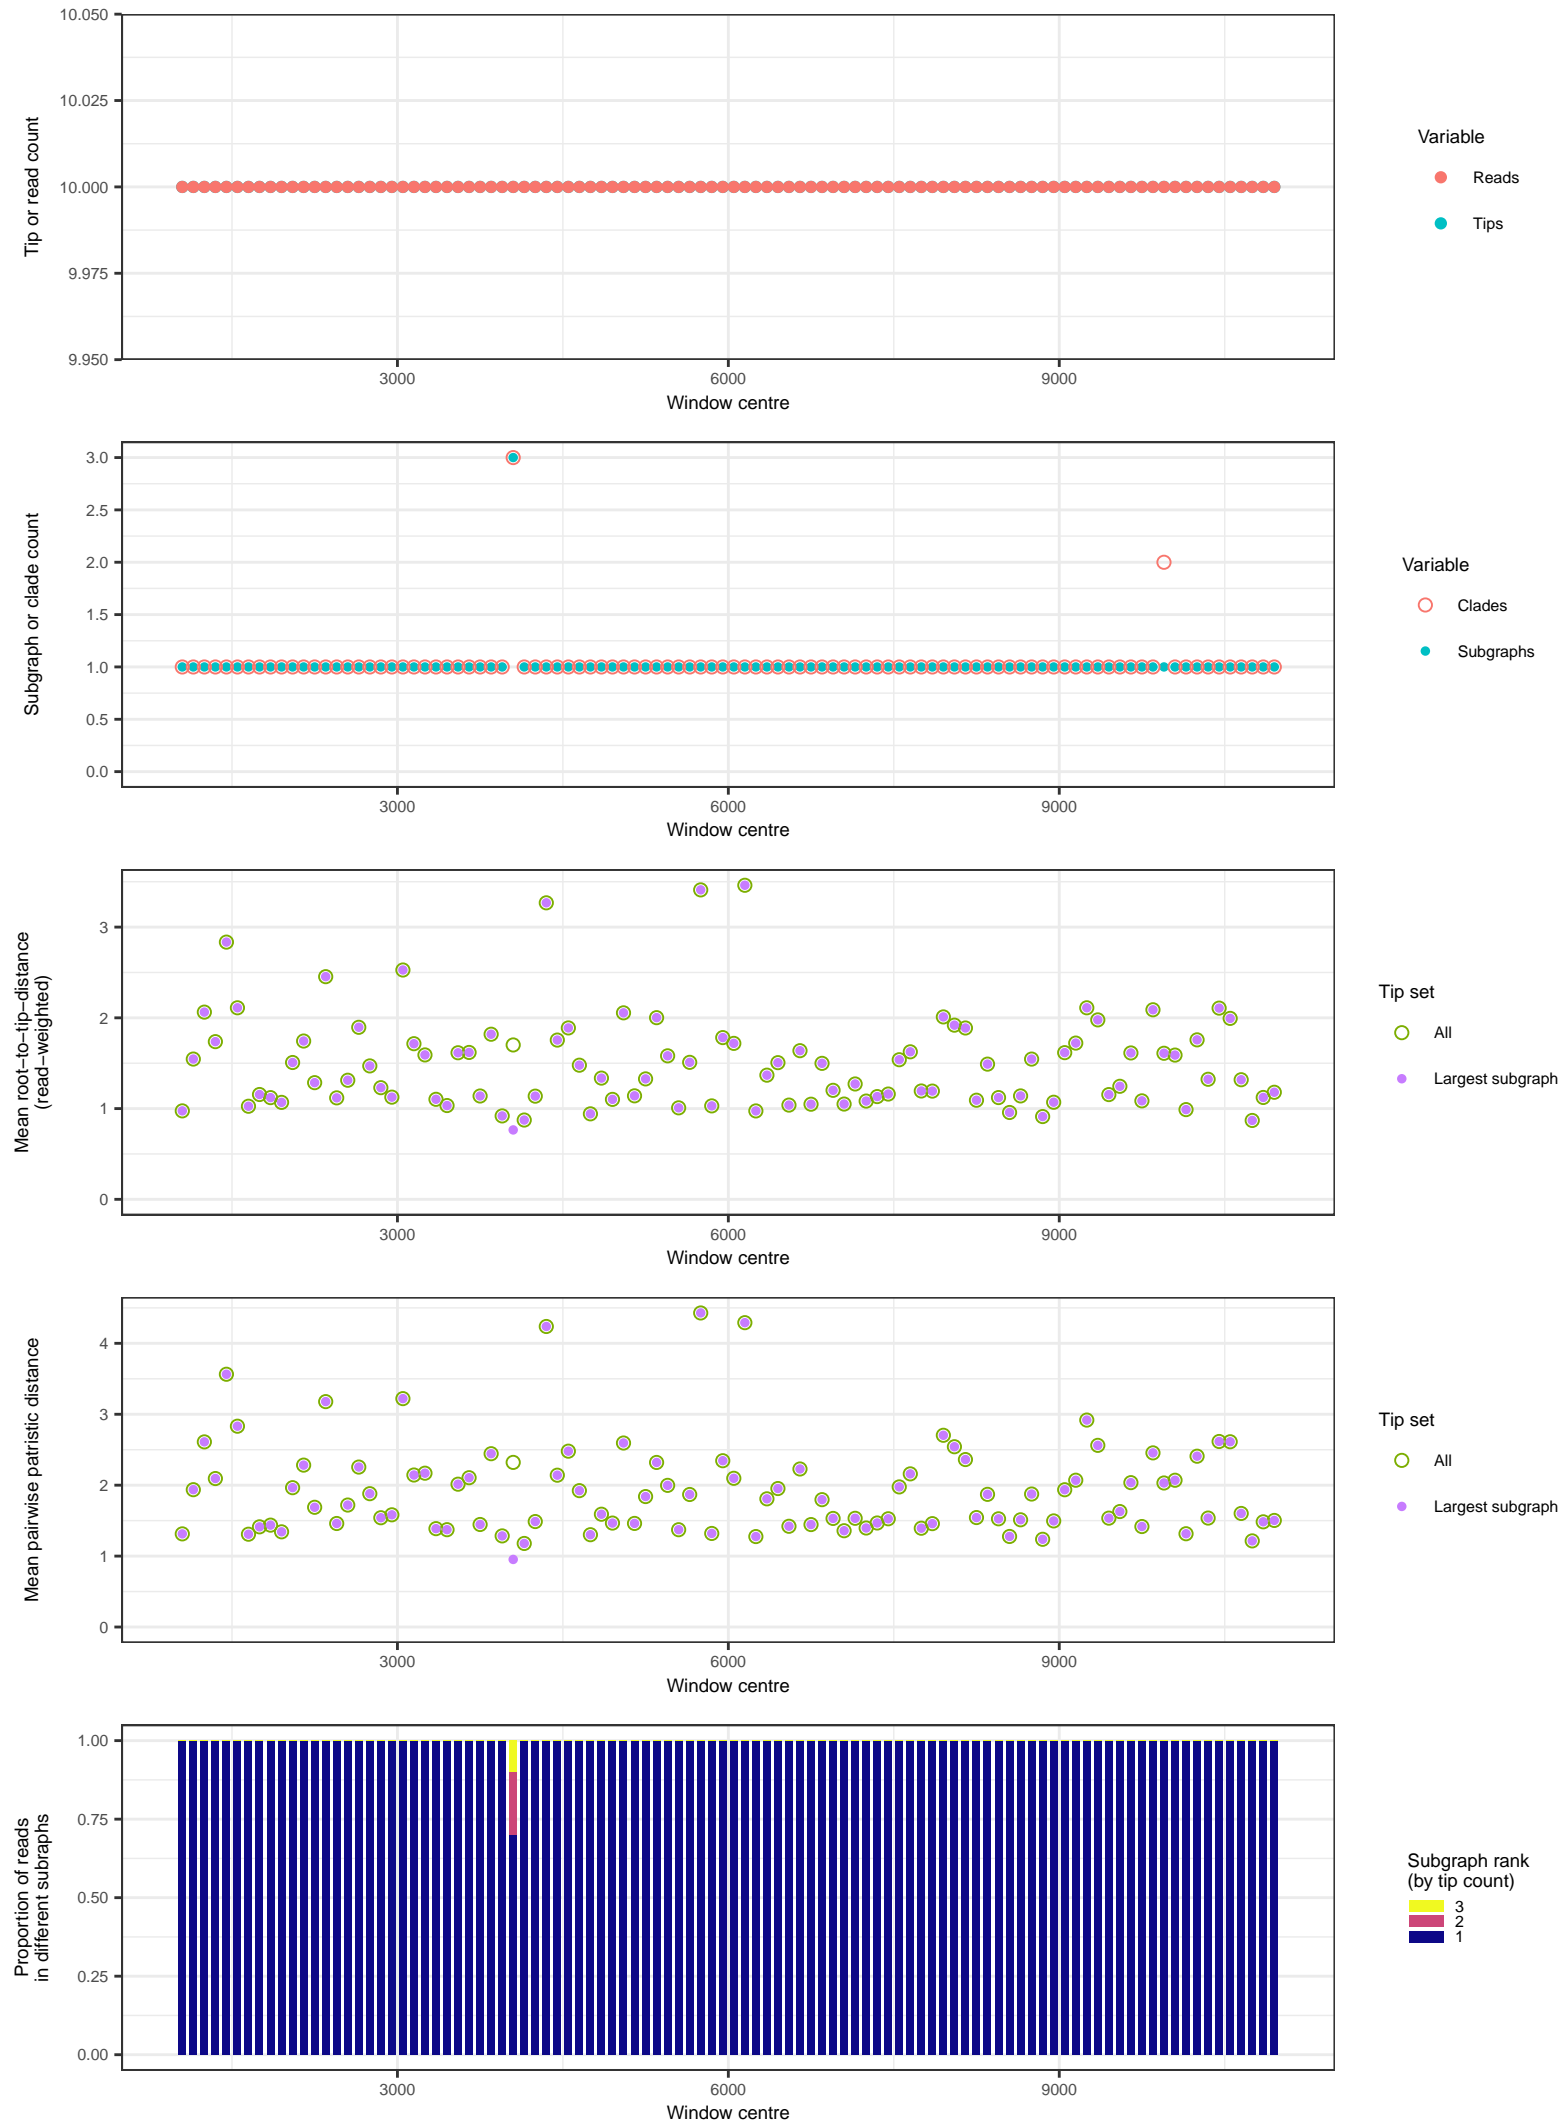 10.050
10.025
10.000
9.975
9.950
Tip or read count
3000
6000
9000
Window centre
Variable
Reads
Tips
3.0
2.5
2.0
1.5
1.0
0.5
0.0
Subgraph or clade count
3000
6000
9000
Window centre
Variable
Clades
Subgraphs
3
2
1
0
Mean root−to−tip−distance
(read−weighted)
3000
6000
9000
Window centre
Tip set
All
Largest subgraph
4
3
2
1
0
Mean pairwise patristic distance
3000
6000
9000
Window centre
Tip set
All
Largest subgraph
1.00
0.75
0.50
0.25
0.00
Proportion of reads
in different subraphs
3000
6000
9000
Window centre
Subgraph rank
(by tip count)
3
2
1